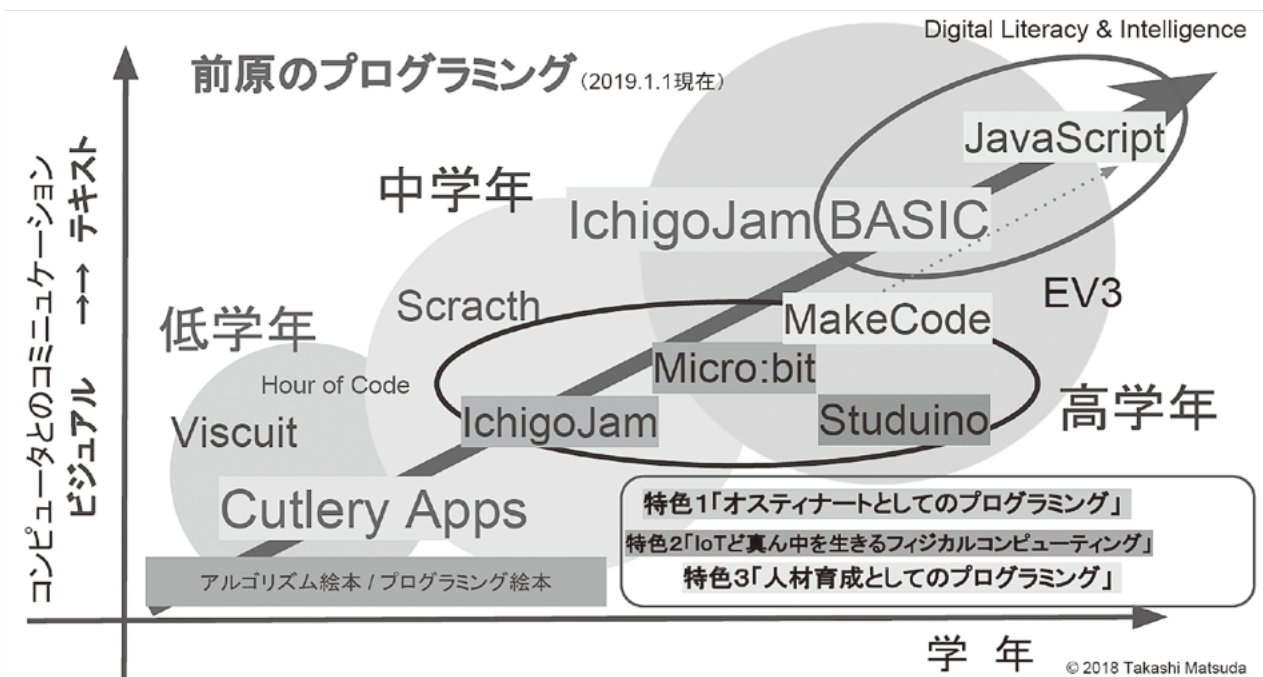 Digital Literacy & Intelligence
前原のプログラミング(2019.1.1現在)
JavaScript
中学年
IchigoJam BASIC
Scracth
EV3
MakeCode
低学年
Micro:bit
Hour of Code
高学年
Viscuit
IchigoJam
Studuino
Cutlery Apps
特色1「オスティナートとしてのプログラミング」
特色2「IoTど真ん中を生きるフィジカルコンピューティング」
特色3「人材育成としてのプログラミング」
アルゴリズム絵本 / プログラミング絵本
コンピュータとのコミニュケーション
ビジュアル →→ テキスト
学 年
© 2018 Takashi Matsuda